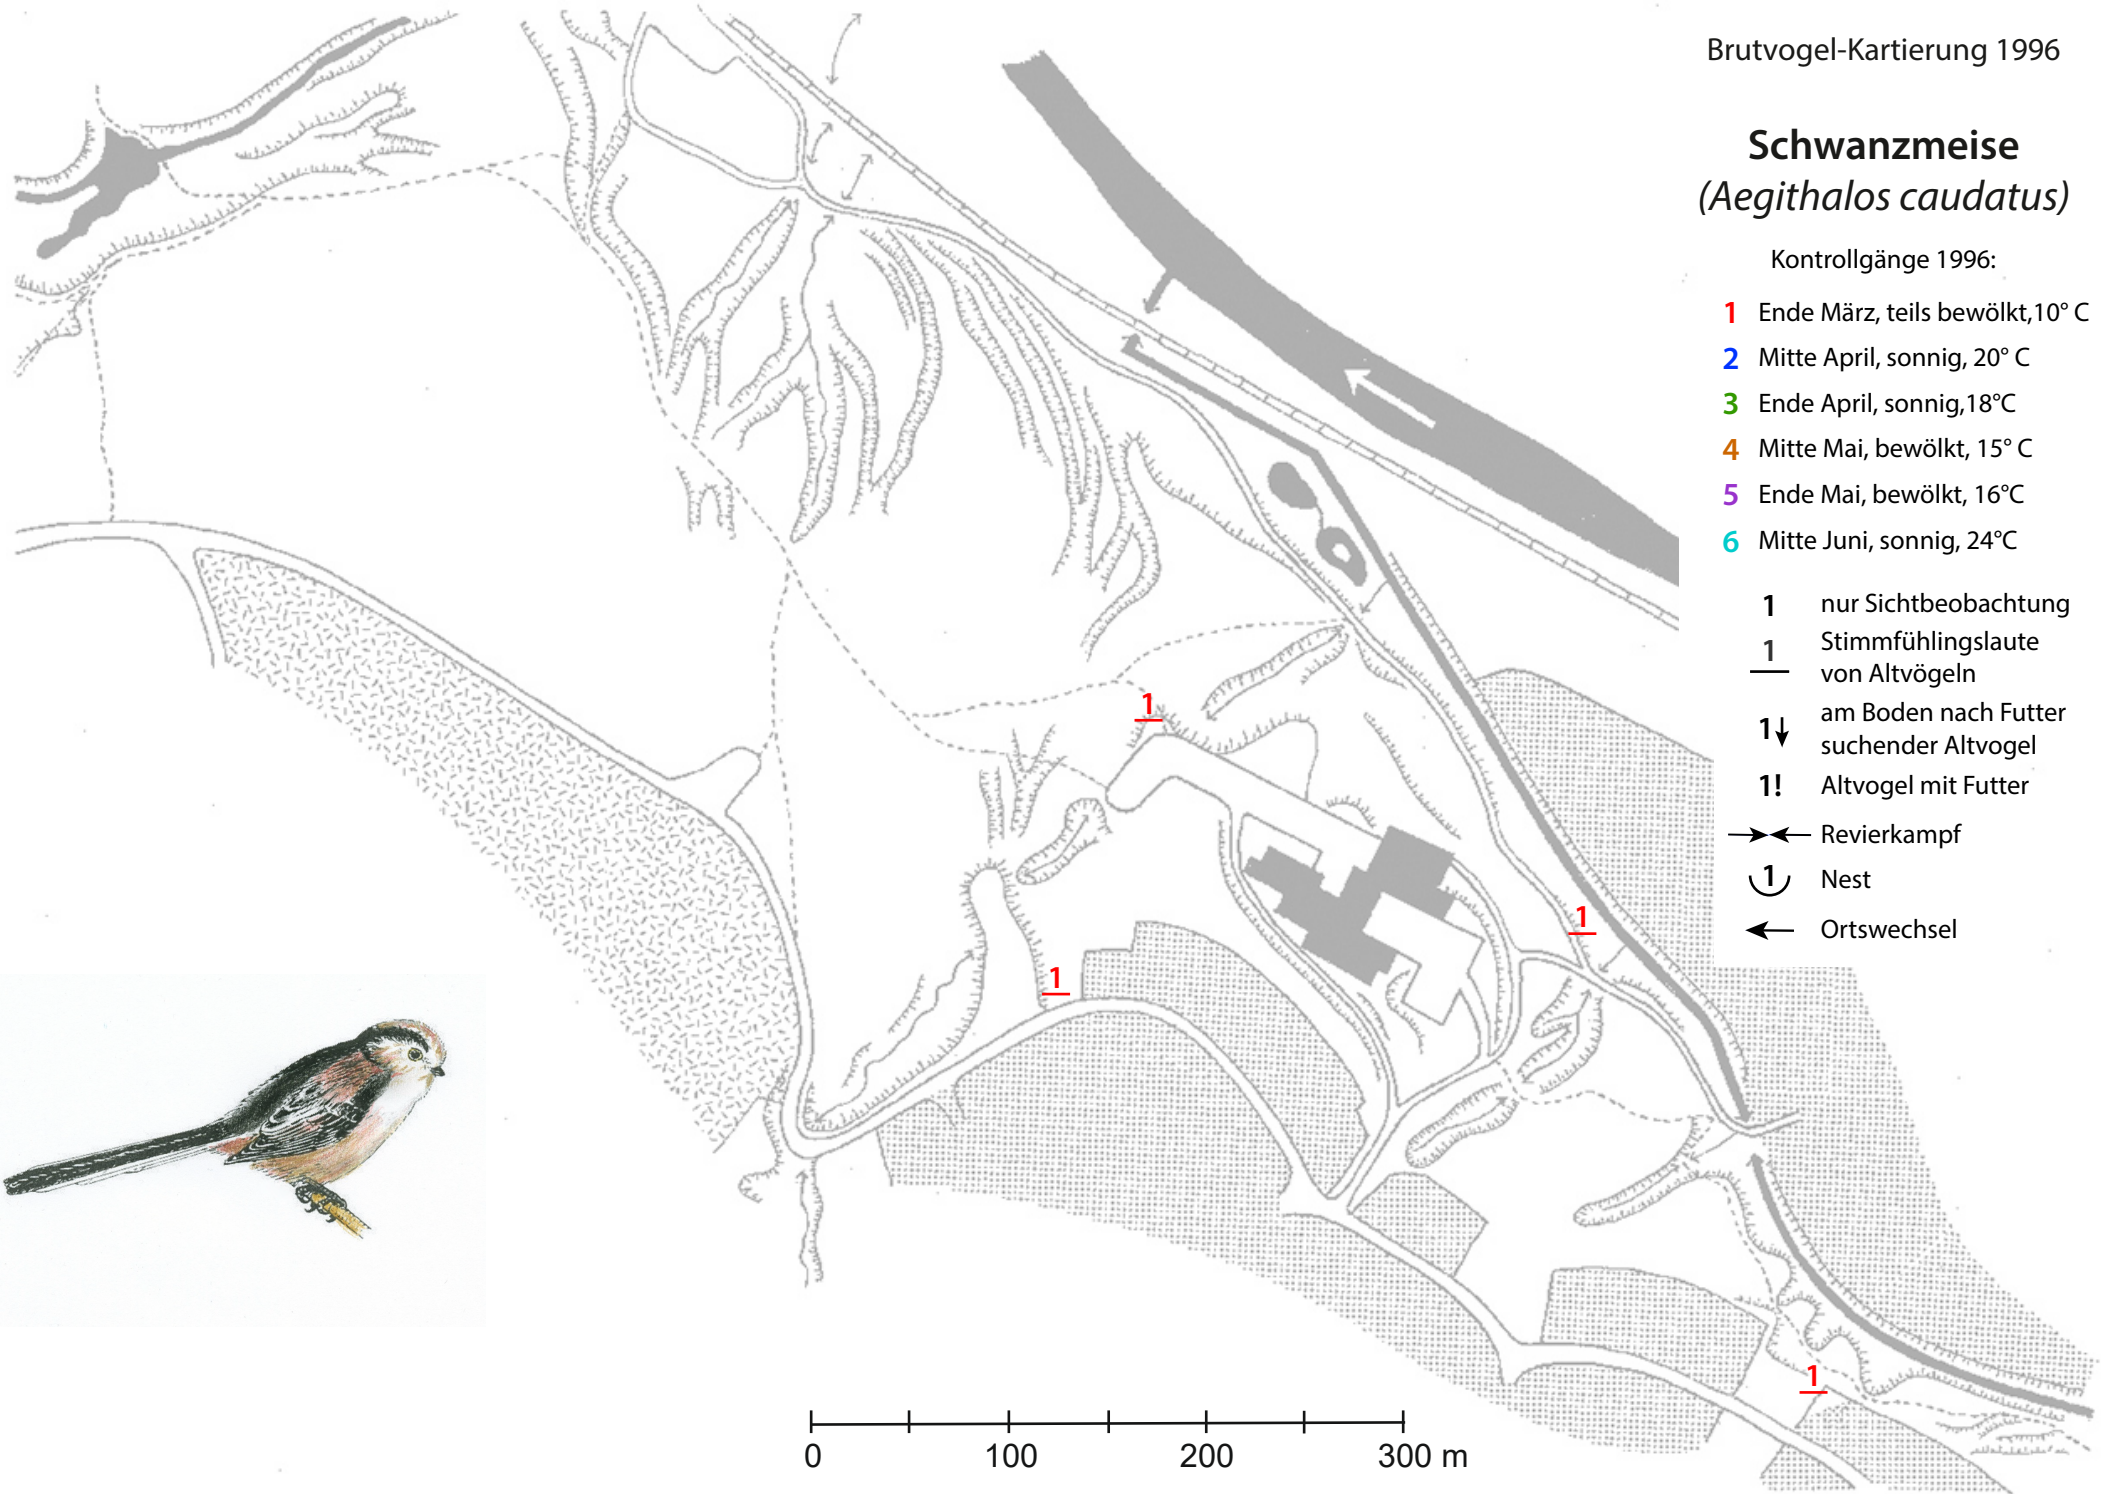 Brutvogel-Kartierung 1996
Schwanzmeise
(Aegithalos caudatus)
Kontrollgänge 1996:
1 Ende März, teils bewölkt,10° C
2 Mitte April, sonnig, 20° C
3 Ende April, sonnig,18°C
4 Mitte Mai, bewölkt, 15° C
5 Ende Mai, bewölkt, 16°C
6 Mitte Juni, sonnig, 24°C
1 nur Sichtbeobachtung
1 Stimmfühlingslaute
von Altvögeln
1 am Boden nach Futter
suchender Altvogel
1! Altvogel mit Futter
Revierkampf
1 Nest
Ortswechsel
1
1
1
1
0 100 200 300 m